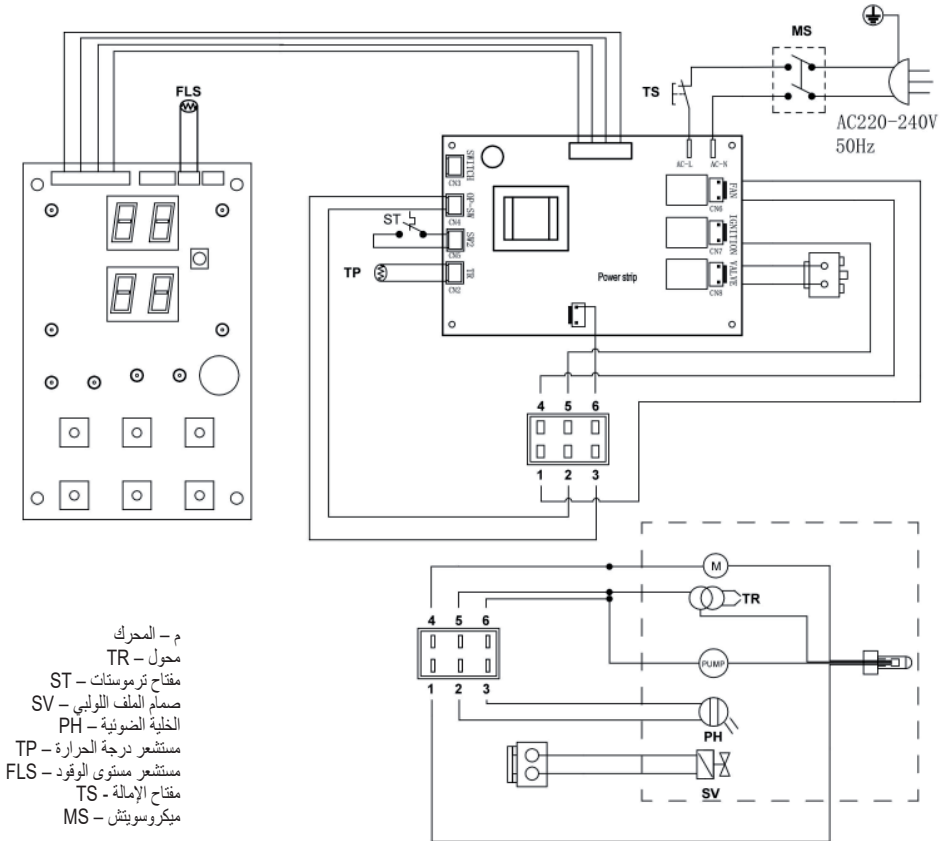 MS
FLS
TS
AC220-240V
50Hz
AC-L
AC-N
SWITCH
CN3
OP-SW
CN4
ST
SW2
CN5
TP
TR
CN2
FAN
CN6
IGNITION
CN7
VALVE
CN8
Power strip
88
88
4 5 6
1 2 3
M
TR
4 5 6
PUMP
1 2 3
PH
SV
م – المحرك
محول – TR
مفتاح ترموستات – ST
صمام الملف اللولبي – SV
الخلية الضوئية – PH
مستشعر درجة الحرارة – TP
مستشعر مستوى الوقود – FLS
مفتاح الإمالة - TS
ميكروسويتش – MS